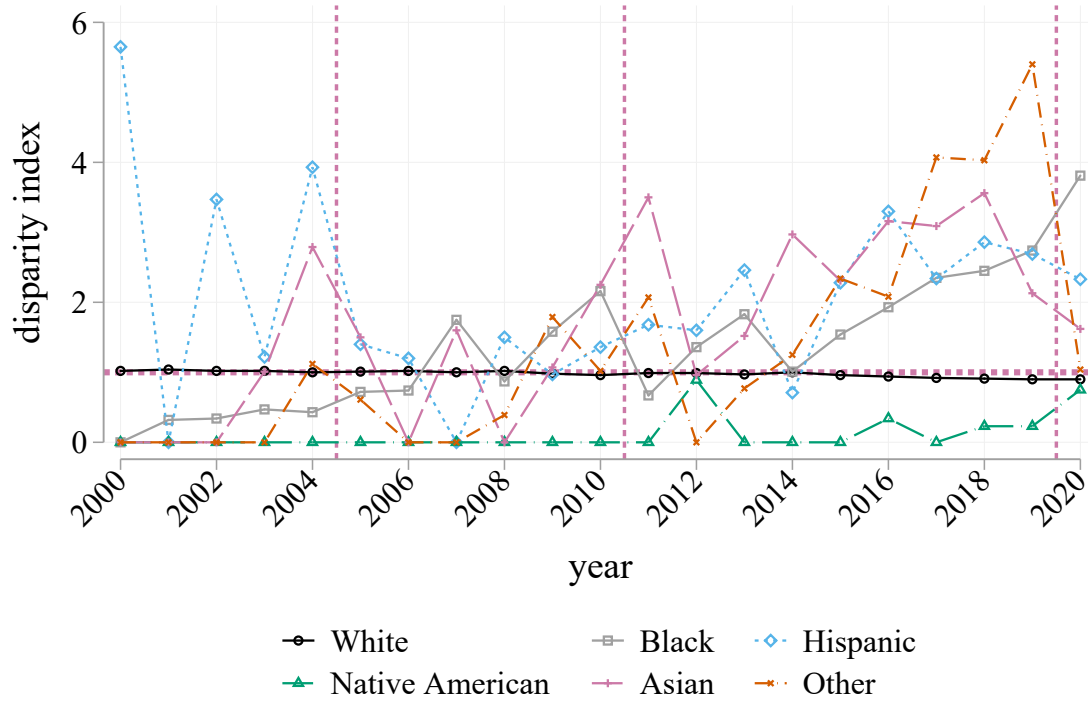 disparity index
6
4
2
0
2000 2002 2004 2006 2008 2010 2012 2014 2016 2018 2020
year
White Black Hispanic
Native American Asian Other